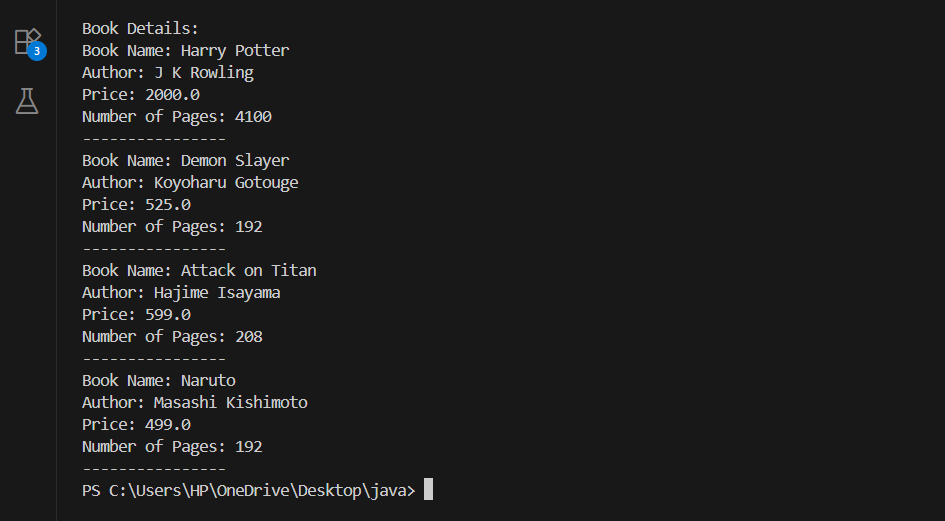 3
Book Details:
Book Name: Harry Potter
Author: J K Rowling
Price: 2000.0
Number of Pages: 4100
----------------
Book Name: Demon Slayer
Author: Koyoharu Gotouge
Price: 525.0
Number of Pages: 192
----------------
Book Name: Attack on Titan
Author: Hajime Isayama
Price: 599.0
Number of Pages: 208
----------------
Book Name: Naruto
Author: Masashi Kishimoto
Price: 499.0
Number of Pages: 192
----------------
PS C:\Users\HP\OneDrive\Desktop\java>